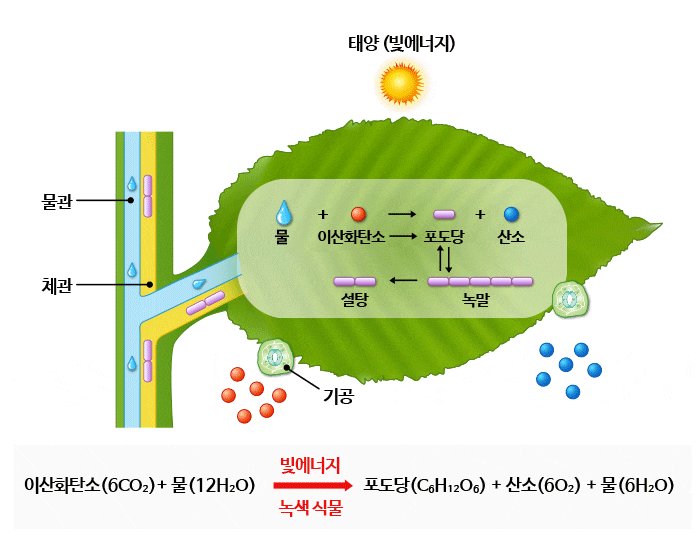 태양 (빛에너지)
물관
체관
물 + 이산화탄소 → 포도당 + 산소
설탕 ← 녹말
기공
빛에너지
이산화탄소(6CO₂) + 물(12H₂O) → 포도당(C₆H₁₂O₆) + 산소(6O₂) + 물(6H₂O)
녹색 식물